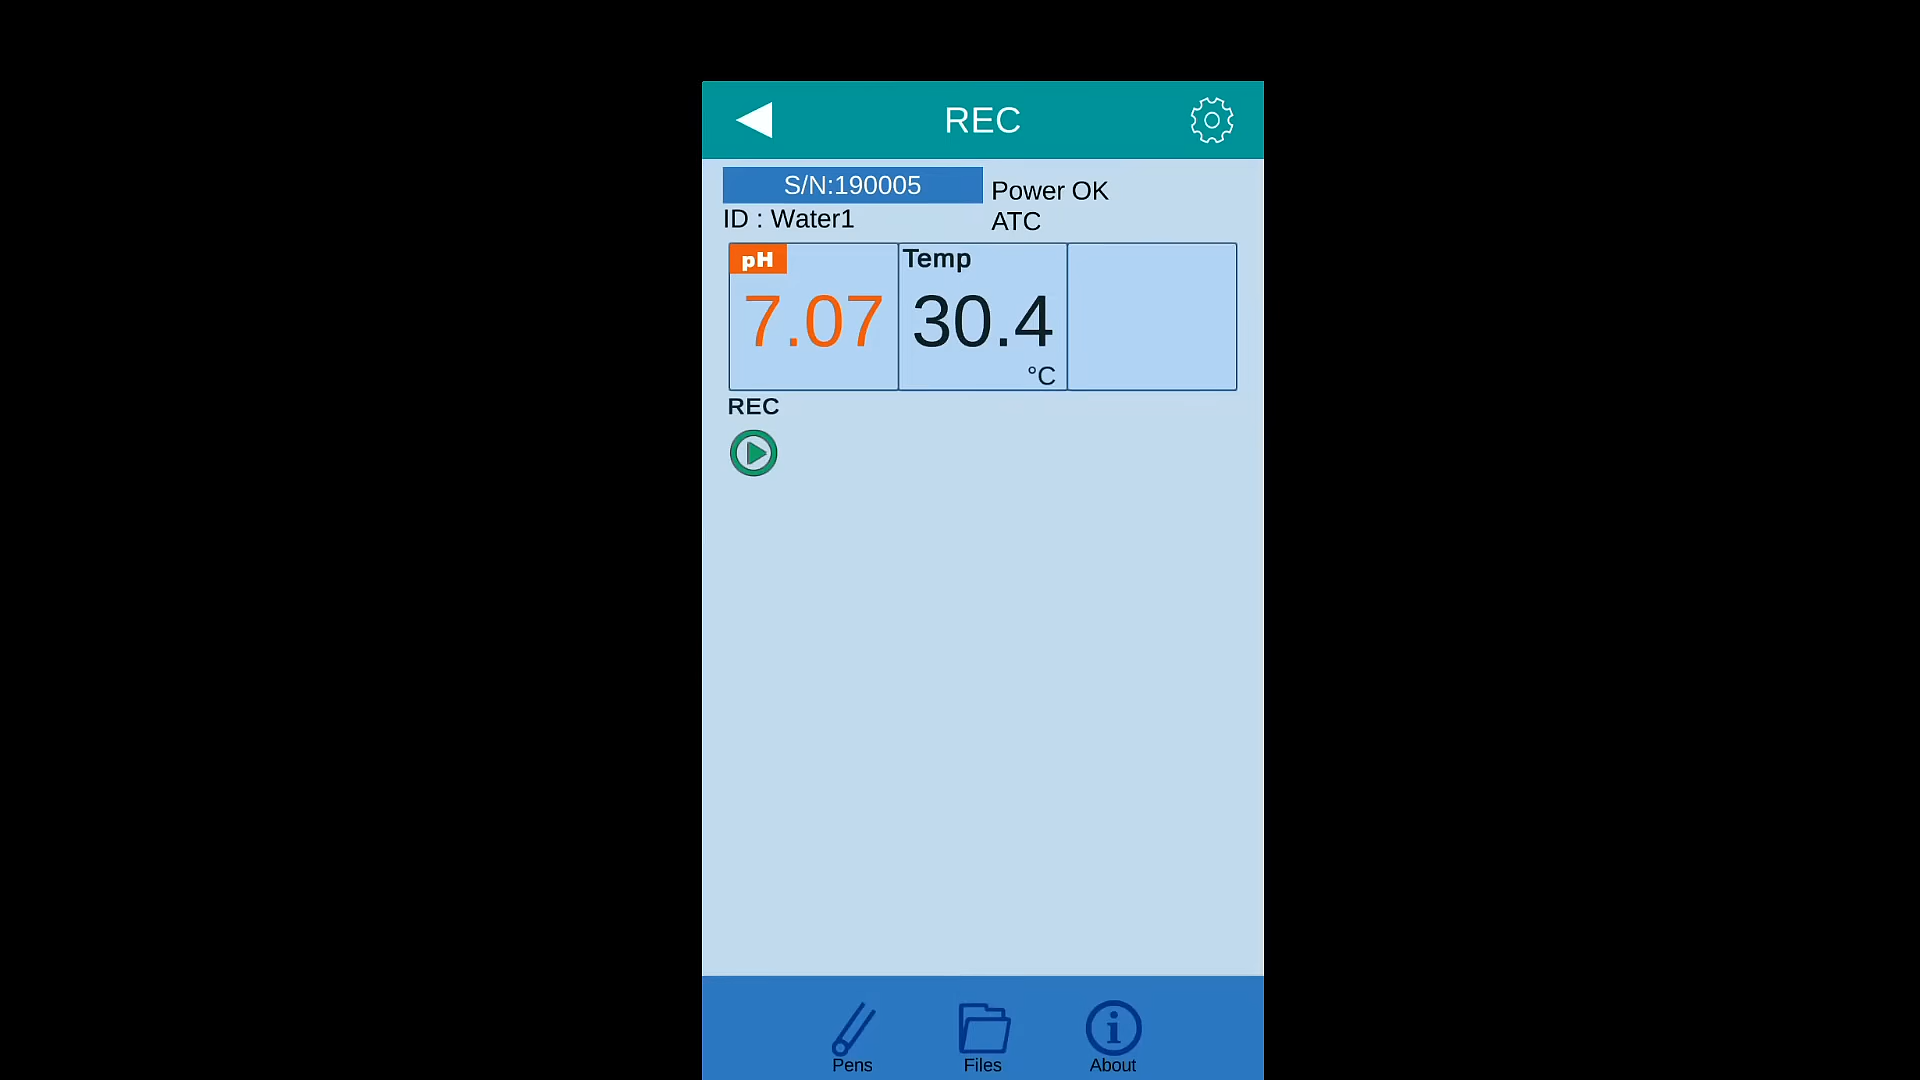 REC
S/N:190005
Power OK
ID : Water1
ATC
pH
Temp
7.07
30.4
°C
REC
Pens
Files
About